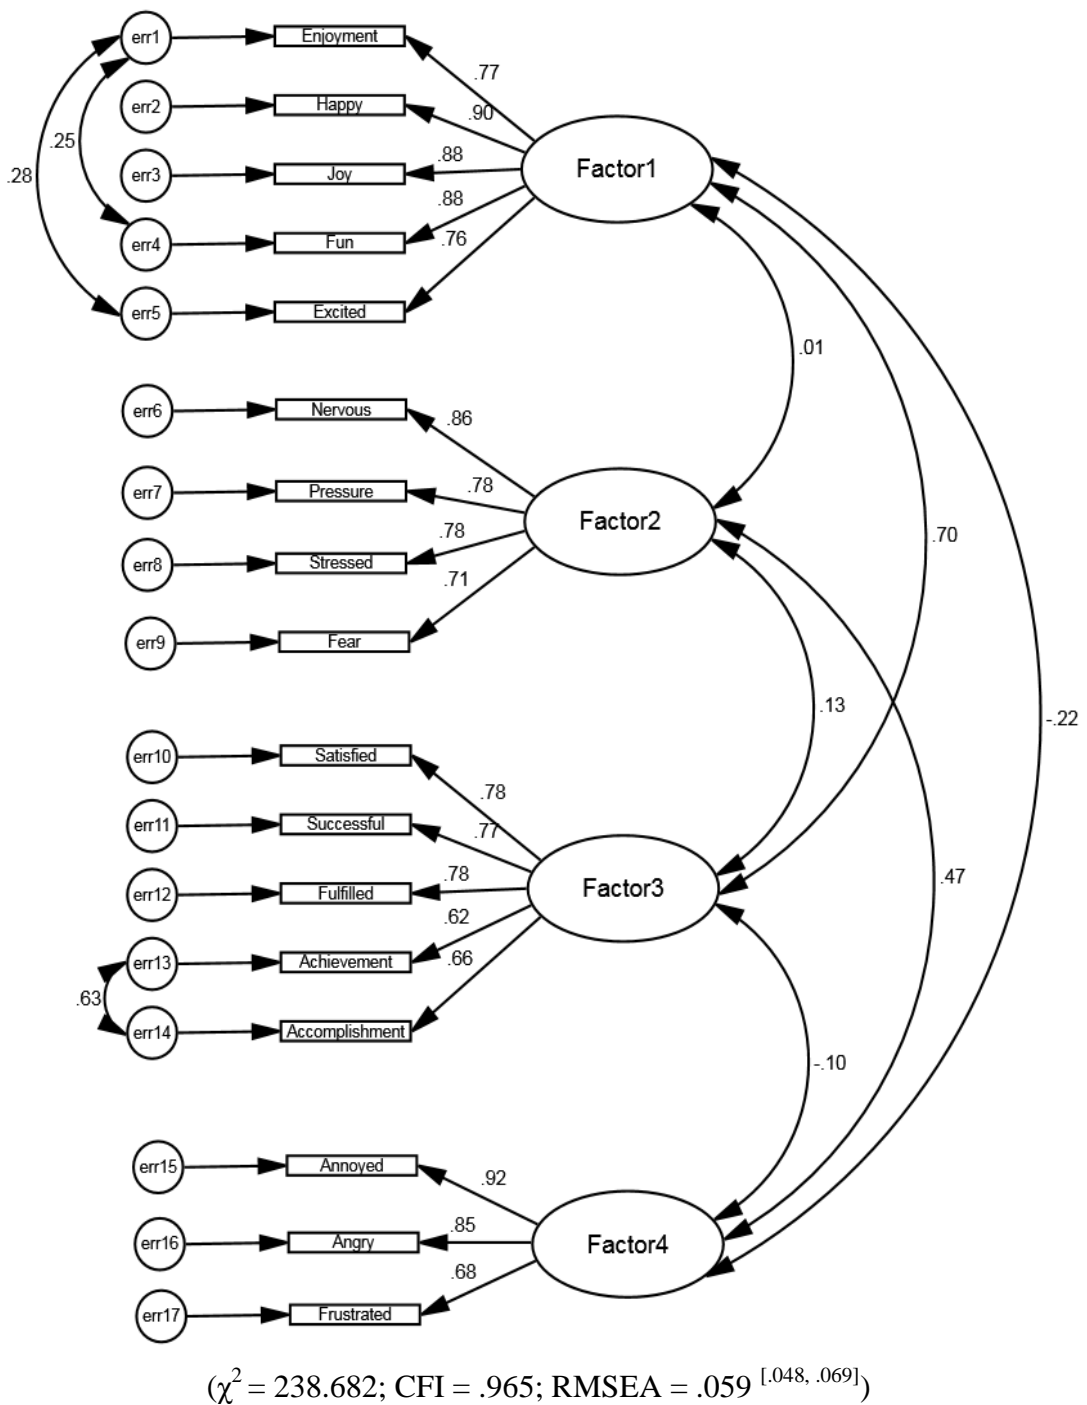 err1 Enjoyment
.77
err2 Happy .90
.25
.28 err3 Joy .88 Factor1
.88
err4 Fun .76
err5 Excited
.01
err6 Nervous .86
err7 Pressure .78 Factor2
.78 .70
err8 Stressed
.71
err9 Fear
.13 -.22
err10 Satisfied
.78
err11 Successful .77
.78
err12 Fulfilled Factor3 .47
.62
err13 Achievement .66
.63
err14 Accomplishment
-.10
err15 Annoyed .92
.85
err16 Angry Factor4
.68
err17 Frustrated
(χ² = 238.682; CFI = .965; RMSEA = .059 [.048, .069])